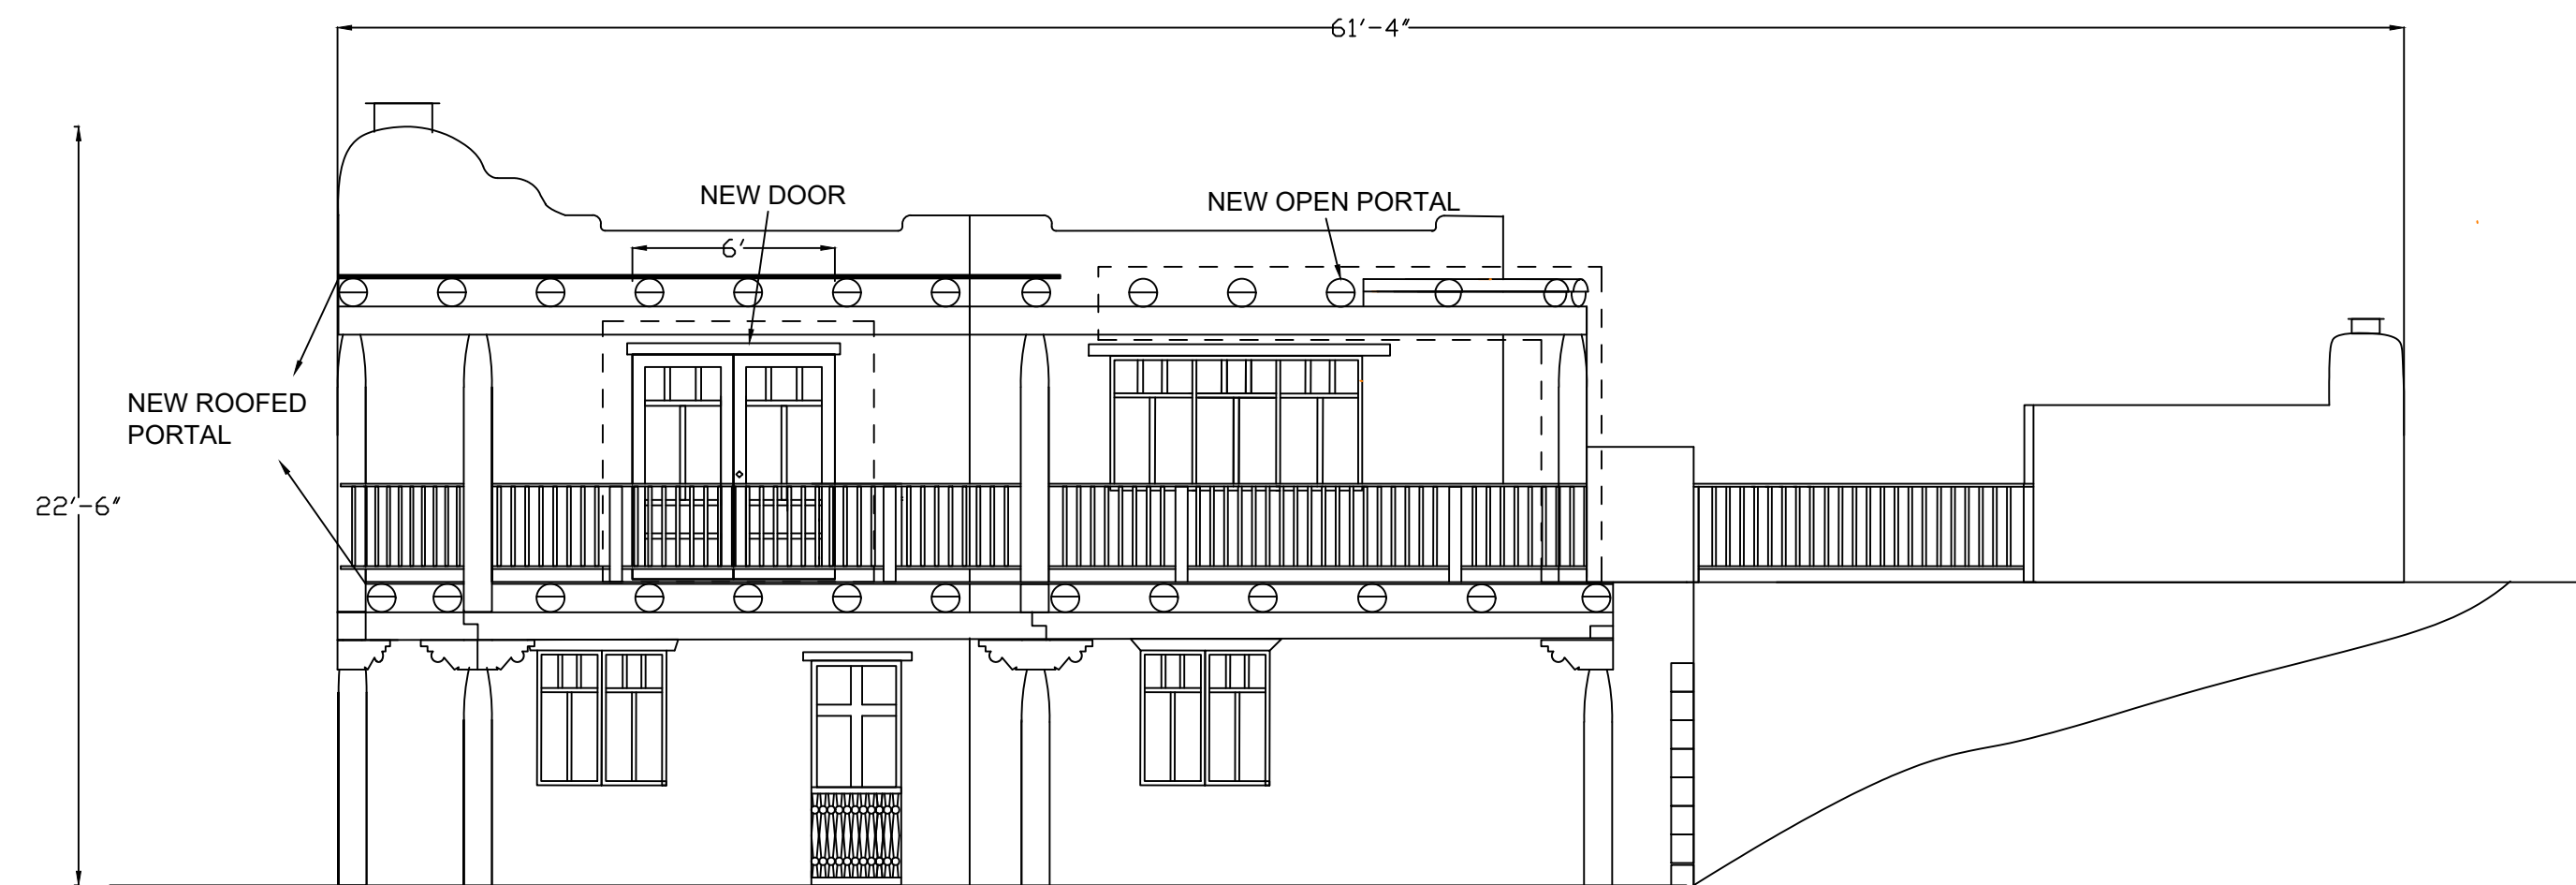 61'-4"
NEW DOOR
NEW OPEN PORTAL
6'
NEW ROOFED
PORTAL
22'-6"